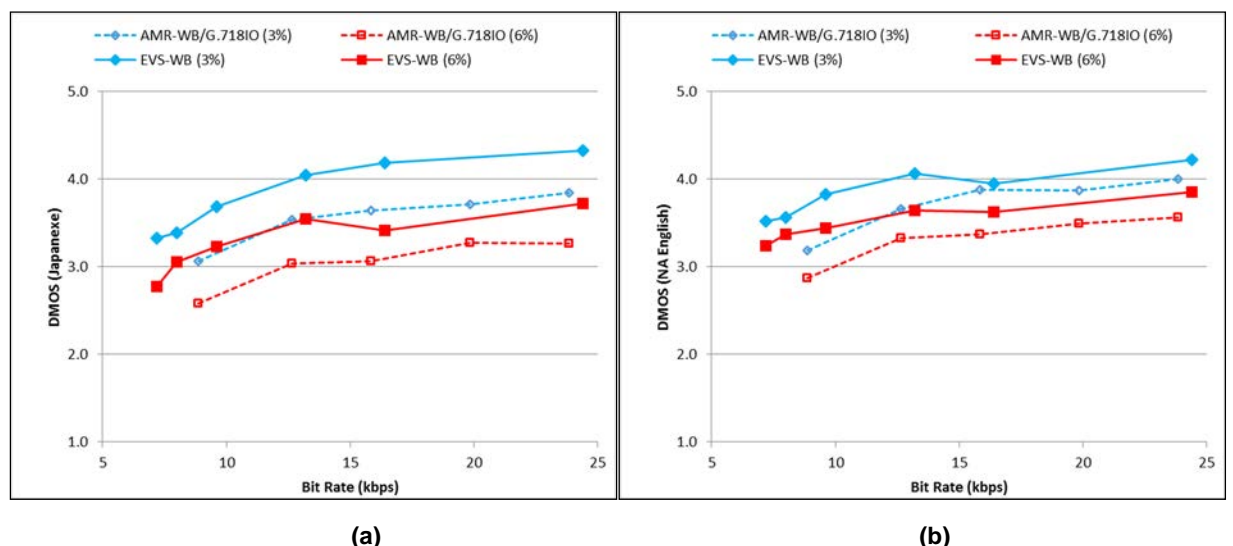 AMR-WB/G.718IO (3%) AMR-WB/G.718IO (6%)
EVS-WB (3%) EVS-WB (6%)
5.0
4.0
3.0
2.0
1.0
DMOS (Japanexe)
5 10 15 20 25
Bit Rate (kbps)
(a)
AMR-WB/G.718IO (3%) AMR-WB/G.718IO (6%)
EVS-WB (3%) EVS-WB (6%)
5.0
4.0
3.0
2.0
1.0
DMOS (NA English)
5 10 15 20 25
Bit Rate (kbps)
(b)